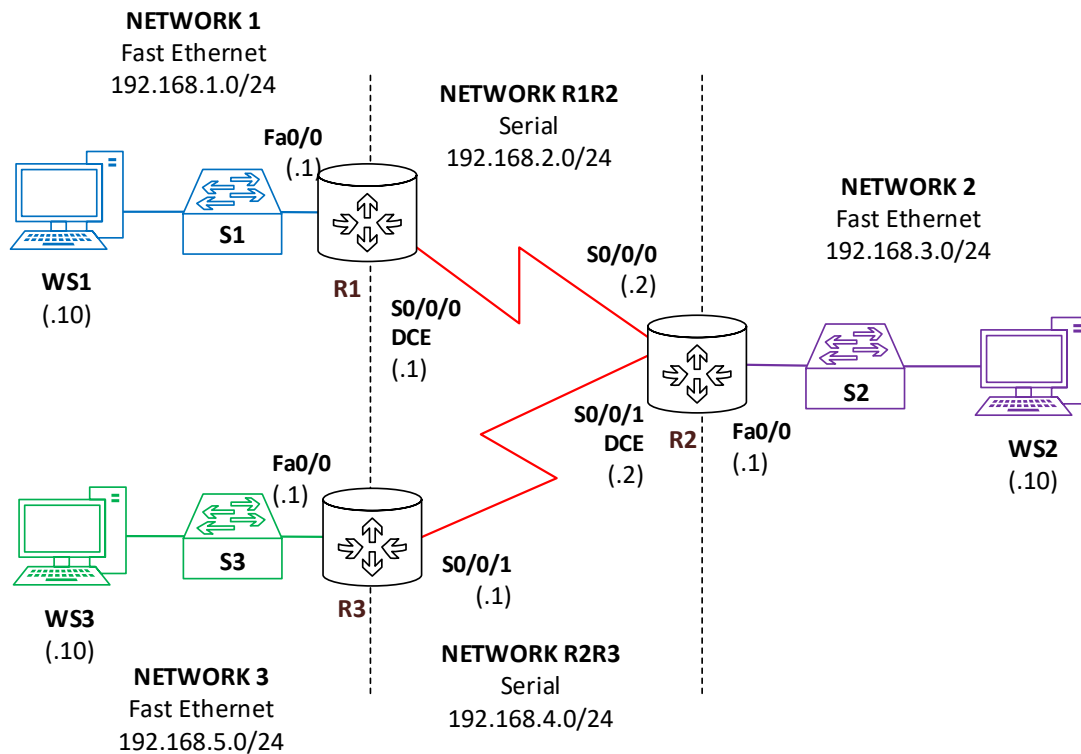 NETWORK 1
Fast Ethernet
192.168.1.0/24
NETWORK R1R2
Serial
192.168.2.0/24
NETWORK 2
Fast Ethernet
192.168.3.0/24
Fa0/0
(.1)
S1
R1
WS1
(.10)
S0/0/0
DCE
(.1)
S0/0/0
(.2)
S0/0/1
DCE
(.2)
R2
Fa0/0
(.1)
S2
WS2
(.10)
Fa0/0
(.1)
S3
R3
WS3
(.10)
S0/0/1
(.1)
NETWORK 3
Fast Ethernet
192.168.5.0/24
NETWORK R2R3
Serial
192.168.4.0/24